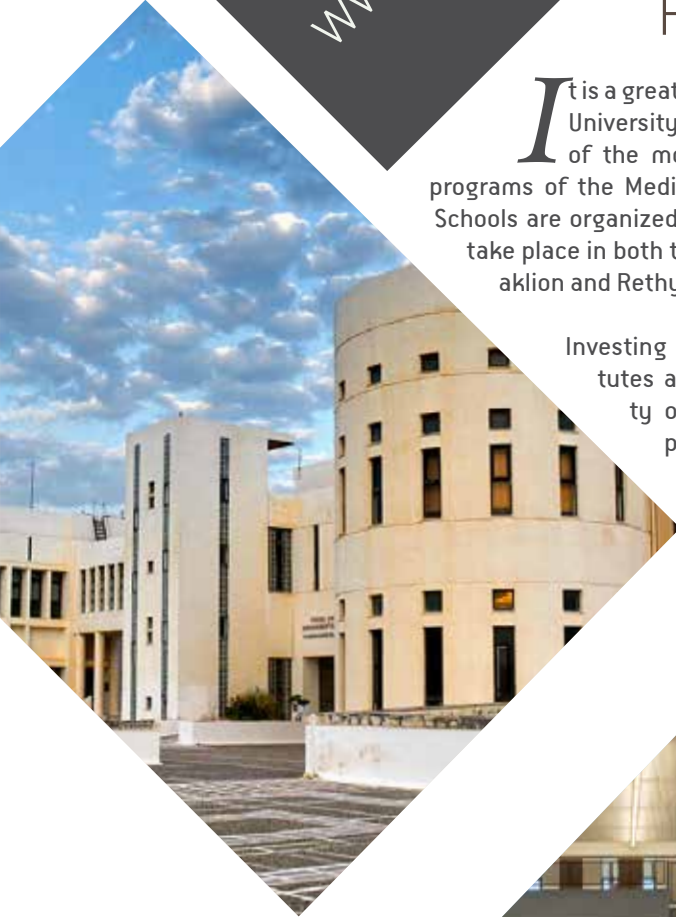 w
H
It is a great
University
of the mo
programs of the Medi
Schools are organized
take place in both t
aklion and Rethy
Investing
tutes a
ty o
p